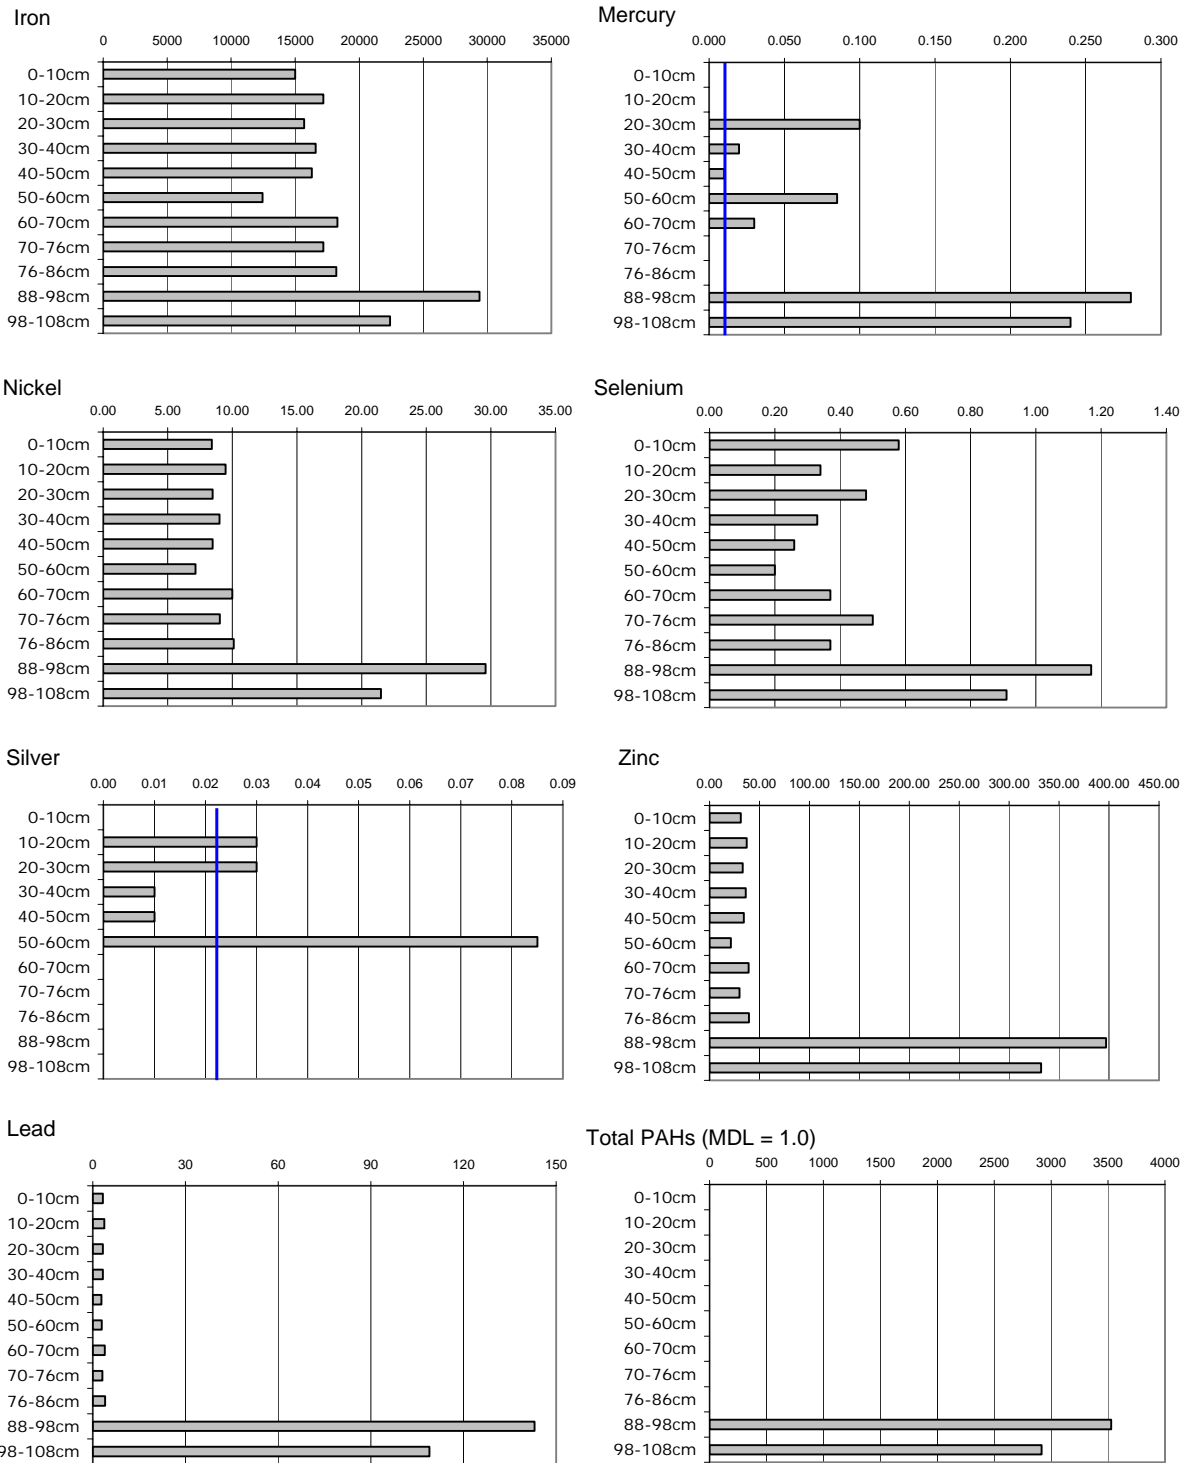 Iron
0 5000 10000 15000 20000 25000 30000 35000
0-10cm
10-20cm
20-30cm
30-40cm
40-50cm
50-60cm
60-70cm
70-76cm
76-86cm
88-98cm
98-108cm
Mercury
0.000 0.050 0.100 0.150 0.200 0.250 0.300
0-10cm
10-20cm
20-30cm
30-40cm
40-50cm
50-60cm
60-70cm
70-76cm
76-86cm
88-98cm
98-108cm
Nickel
0.00 5.00 10.00 15.00 20.00 25.00 30.00 35.00
0-10cm
10-20cm
20-30cm
30-40cm
40-50cm
50-60cm
60-70cm
70-76cm
76-86cm
88-98cm
98-108cm
Selenium
0.00 0.20 0.40 0.60 0.80 1.00 1.20 1.40
0-10cm
10-20cm
20-30cm
30-40cm
40-50cm
50-60cm
60-70cm
70-76cm
76-86cm
88-98cm
98-108cm
Silver
0.00 0.01 0.02 0.03 0.04 0.05 0.06 0.07 0.08 0.09
0-10cm
10-20cm
20-30cm
30-40cm
40-50cm
50-60cm
60-70cm
70-76cm
76-86cm
88-98cm
98-108cm
Zinc
0.00 50.00 100.00 150.00 200.00 250.00 300.00 350.00 400.00 450.00
0-10cm
10-20cm
20-30cm
30-40cm
40-50cm
50-60cm
60-70cm
70-76cm
76-86cm
88-98cm
98-108cm
Lead
0 30 60 90 120 150
0-10cm
10-20cm
20-30cm
30-40cm
40-50cm
50-60cm
60-70cm
70-76cm
76-86cm
88-98cm
98-108cm
Total PAHs (MDL = 1.0)
0 500 1000 1500 2000 2500 3000 3500 4000
0-10cm
10-20cm
20-30cm
30-40cm
40-50cm
50-60cm
60-70cm
70-76cm
76-86cm
88-98cm
98-108cm